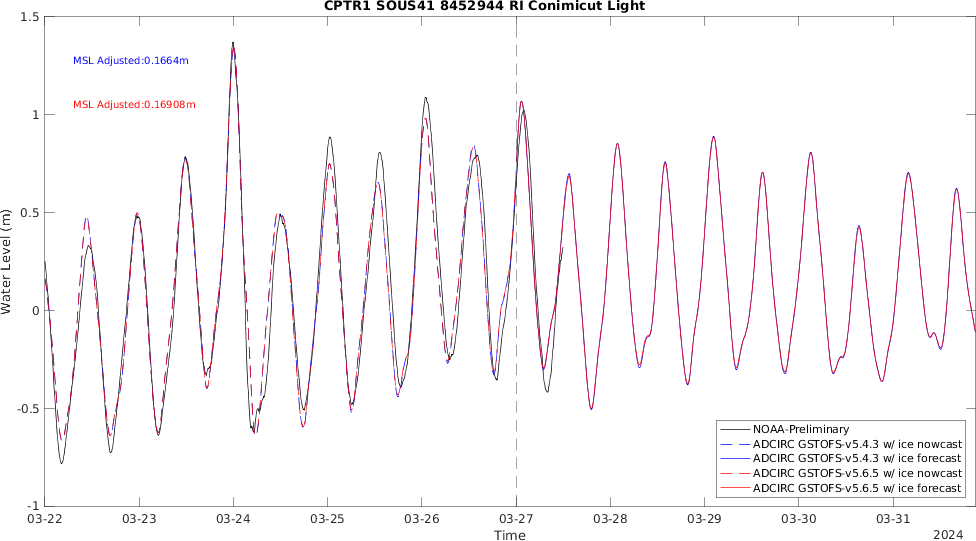 CPTR1 SOUS41 8452944 RI Conimicut Light
1.5
1
0.5
0
-0.5
-1
Water Level (m)
MSL Adjusted:0.1664m
MSL Adjusted:0.16908m
NOAA-Preliminary
ADCIRC GSTOFS-v5.4.3 w/ ice nowcast
ADCIRC GSTOFS-v5.4.3 w/ ice forecast
ADCIRC GSTOFS-v5.6.5 w/ ice nowcast
ADCIRC GSTOFS-v5.6.5 w/ ice forecast
03-22 03-23 03-24 03-25 03-26 03-27 03-28 03-29 03-30 03-31
Time
2024